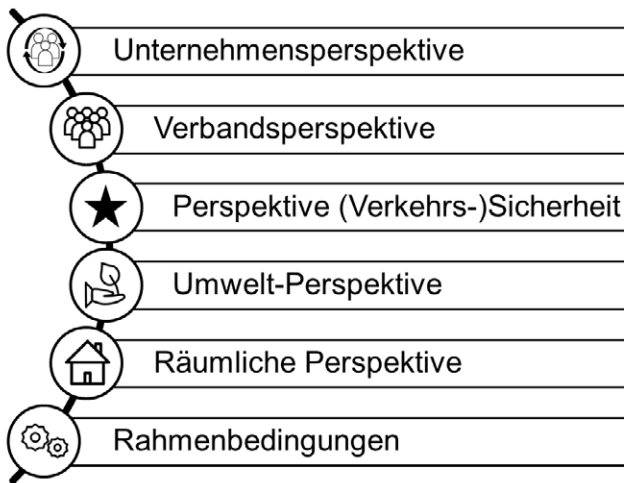 Unternehmensperspektive
Verbandsperspektive
Perspektive (Verkehrs-)Sicherheit
Umwelt-Perspektive
Räumliche Perspektive
Rahmenbedingungen